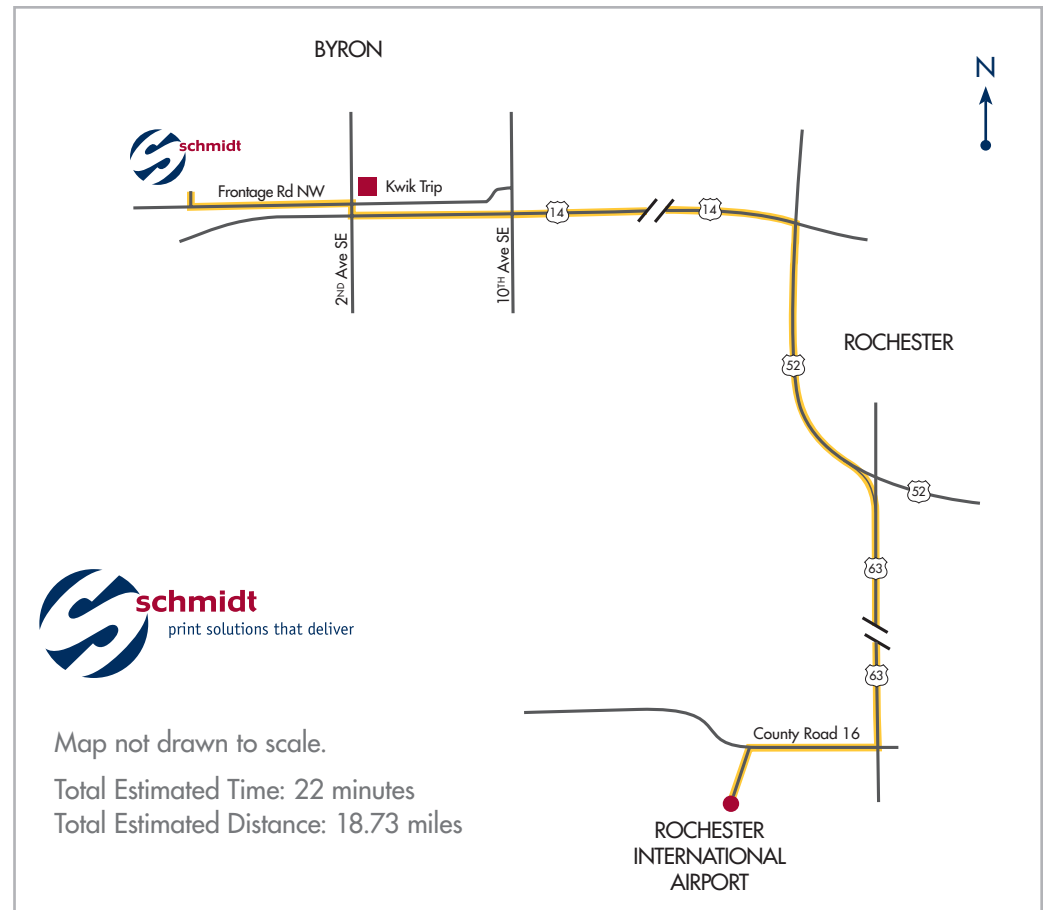 BYRON
N
schmidt
Frontage Rd NW
Kwik Trip
14
14
2ND Ave SE
10TH Ave SE
ROCHESTER
52
52
63
schmidt
print solutions that deliver
63
County Road 16
Map not drawn to scale.
Total Estimated Time: 22 minutes
Total Estimated Distance: 18.73 miles
ROCHESTER
INTERNATIONAL
AIRPORT